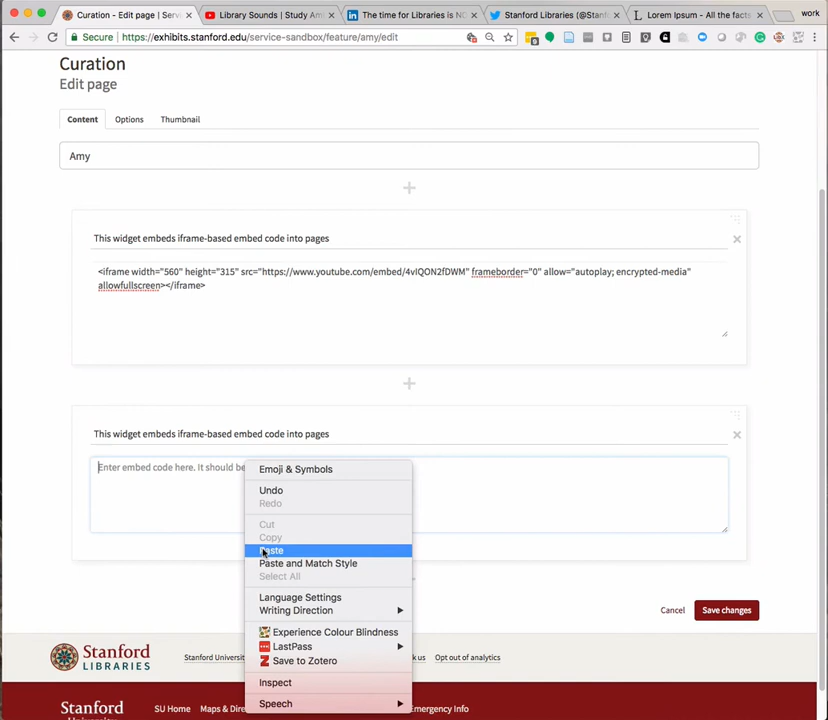 Curation - Edit page | Serv
Library Sounds | Study Am
The time for Libraries is NO
Stanford Libraries (@Stanf
Lorem Ipsum - All the facts
work
Secure | https://exhibits.stanford.edu/service-sandbox/feature/amy/edit
Curation
Edit page
Content
Options
Thumbnail
Amy
This widget embeds iframe-based embed code into pages
<iframe width="560" height="315" src="https://www.youtube.com/embed/4vIQON2fDWM" frameborder="0" allow="autoplay; encrypted-media"
allowfullscreen></iframe>
This widget embeds iframe-based embed code into pages
Enter embed code here. It should be
Emoji & Symbols
Undo
Redo
Cut
Copy
Paste
Paste and Match Style
Select All
Language Settings
Writing Direction
Experience Colour Blindness
LastPass
Save to Zotero
Inspect
Speech
Cancel
Save changes
Stanford
LIBRARIES
Stanford Universit
k us
Opt out of analytics
Stanford
SU Home
Maps & Dire
Emergency Info